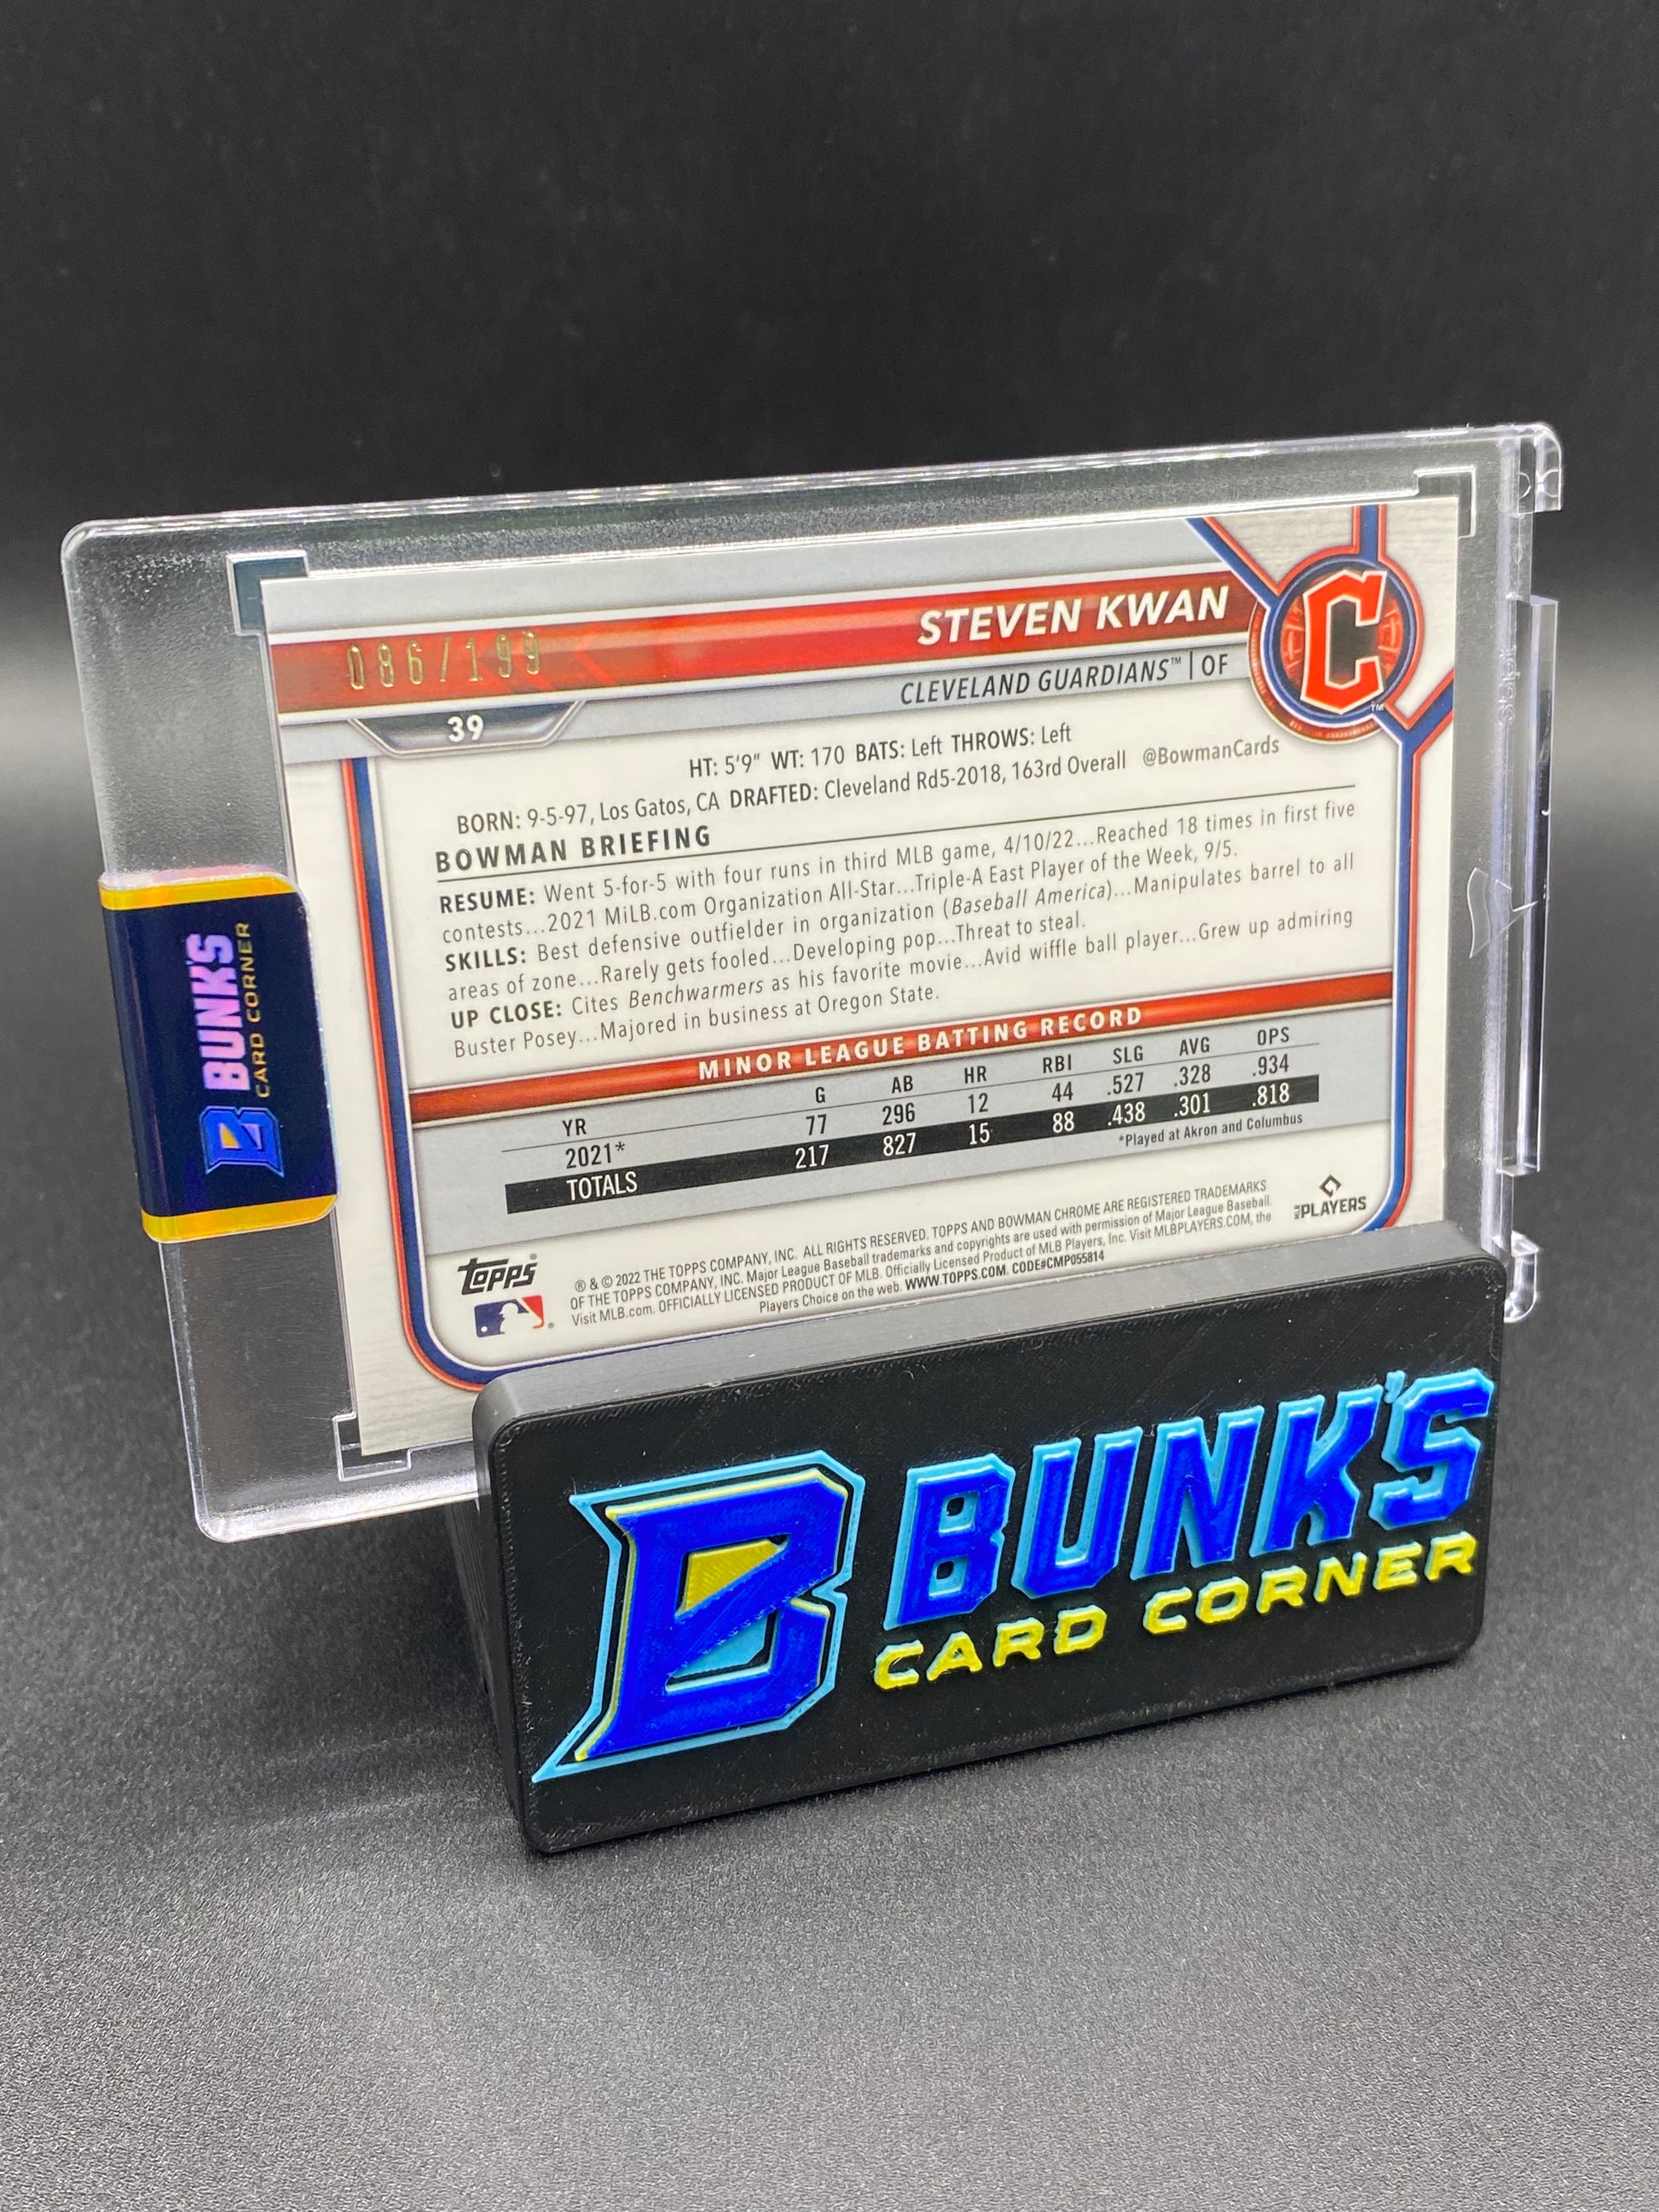 STEVEN KWAN
086/199
CLEVELAND GUARDIANS™ | OF
39
C
TM
HT: 5'9" WT: 170 BATS: Left THROWS: Left
BORN: 9-5-97, Los Gatos, CA DRAFTED: Cleveland Rd5-2018, 163rd Overall @BowmanCards
BOWMAN BRIEFING
RESUME: Went 5-for-5 with four runs in third MLB game, 4/10/22...Reached 18 times in first five
contests...2021 MiLB.com Organization All-Star...Triple-A East Player of the Week, 9/5.
SKILLS: Best defensive outfielder in organization (Baseball America)...Manipulates barrel to all
areas of zone...Rarely gets fooled...Developing pop...Threat to steal.
UP CLOSE: Cites Benchwarmers as his favorite movie...Avid wiffle ball player...Grew up admiring
Buster Posey...Majored in business at Oregon State.
MINOR LEAGUE BATTING RECORD
YR G AB HR RBI SLG AVG OPS
2021* 77 296 12 44 .527 .328 .934
TOTALS 217 827 15 88 .438 .301 .818
*Played at Akron and Columbus
Topps®
® & © 2022 THE TOPPS COMPANY, INC. ALL RIGHTS RESERVED. TOPPS AND BOWMAN CHROME ARE REGISTERED TRADEMARKS
OF THE TOPPS COMPANY, INC. Major League Baseball trademarks and copyrights are used with permission of Major League Baseball.
Visit MLB.com. OFFICIALLY LICENSED PRODUCT OF MLB. Officially Licensed Product of MLB Players, Inc. Visit MLBPLAYERS.COM, the
Players Choice on the web. WWW.TOPPS.COM. CODE#CMP055814
MLB PLAYERS
B BUNK'S
CARD CORNER
B BUNK'S
CARD CORNER